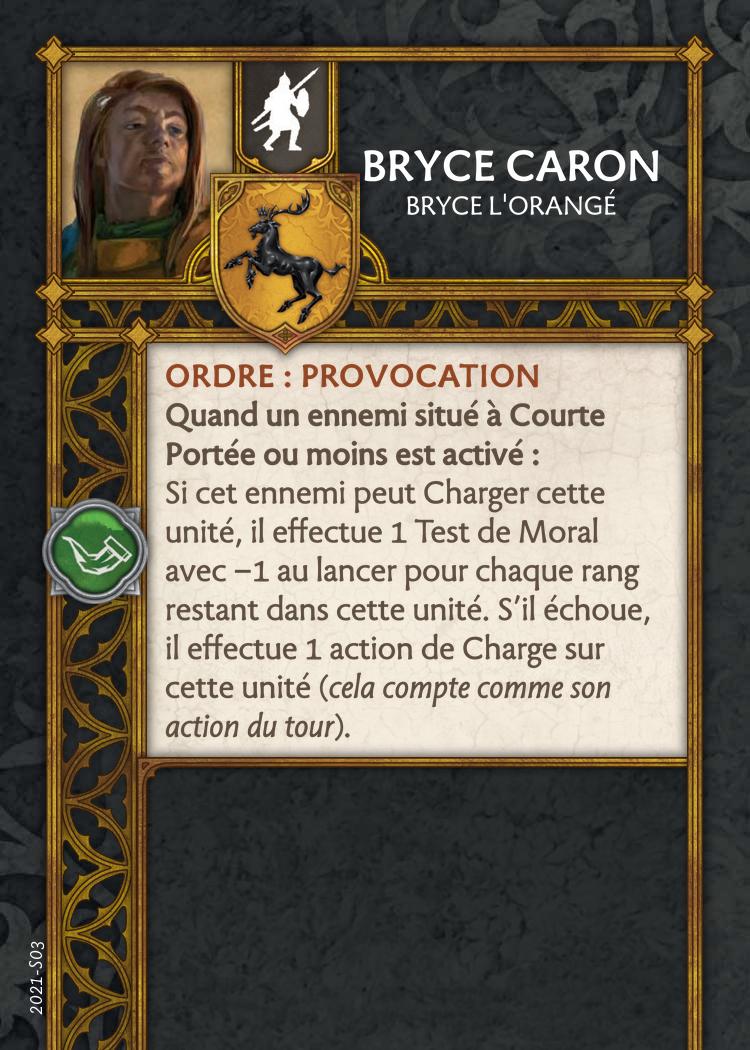 BRYCE CARON
BRYCE L'ORANGÉ
ORDRE : PROVOCATION
Quand un ennemi situé à Courte
Portée ou moins est activé :
Si cet ennemi peut Charger cette
unité, il effectue 1 Test de Moral
avec −1 au lancer pour chaque rang
restant dans cette unité. S’il échoue,
il effectue 1 action de Charge sur
cette unité (cela compte comme son
action du tour).
2021-S03